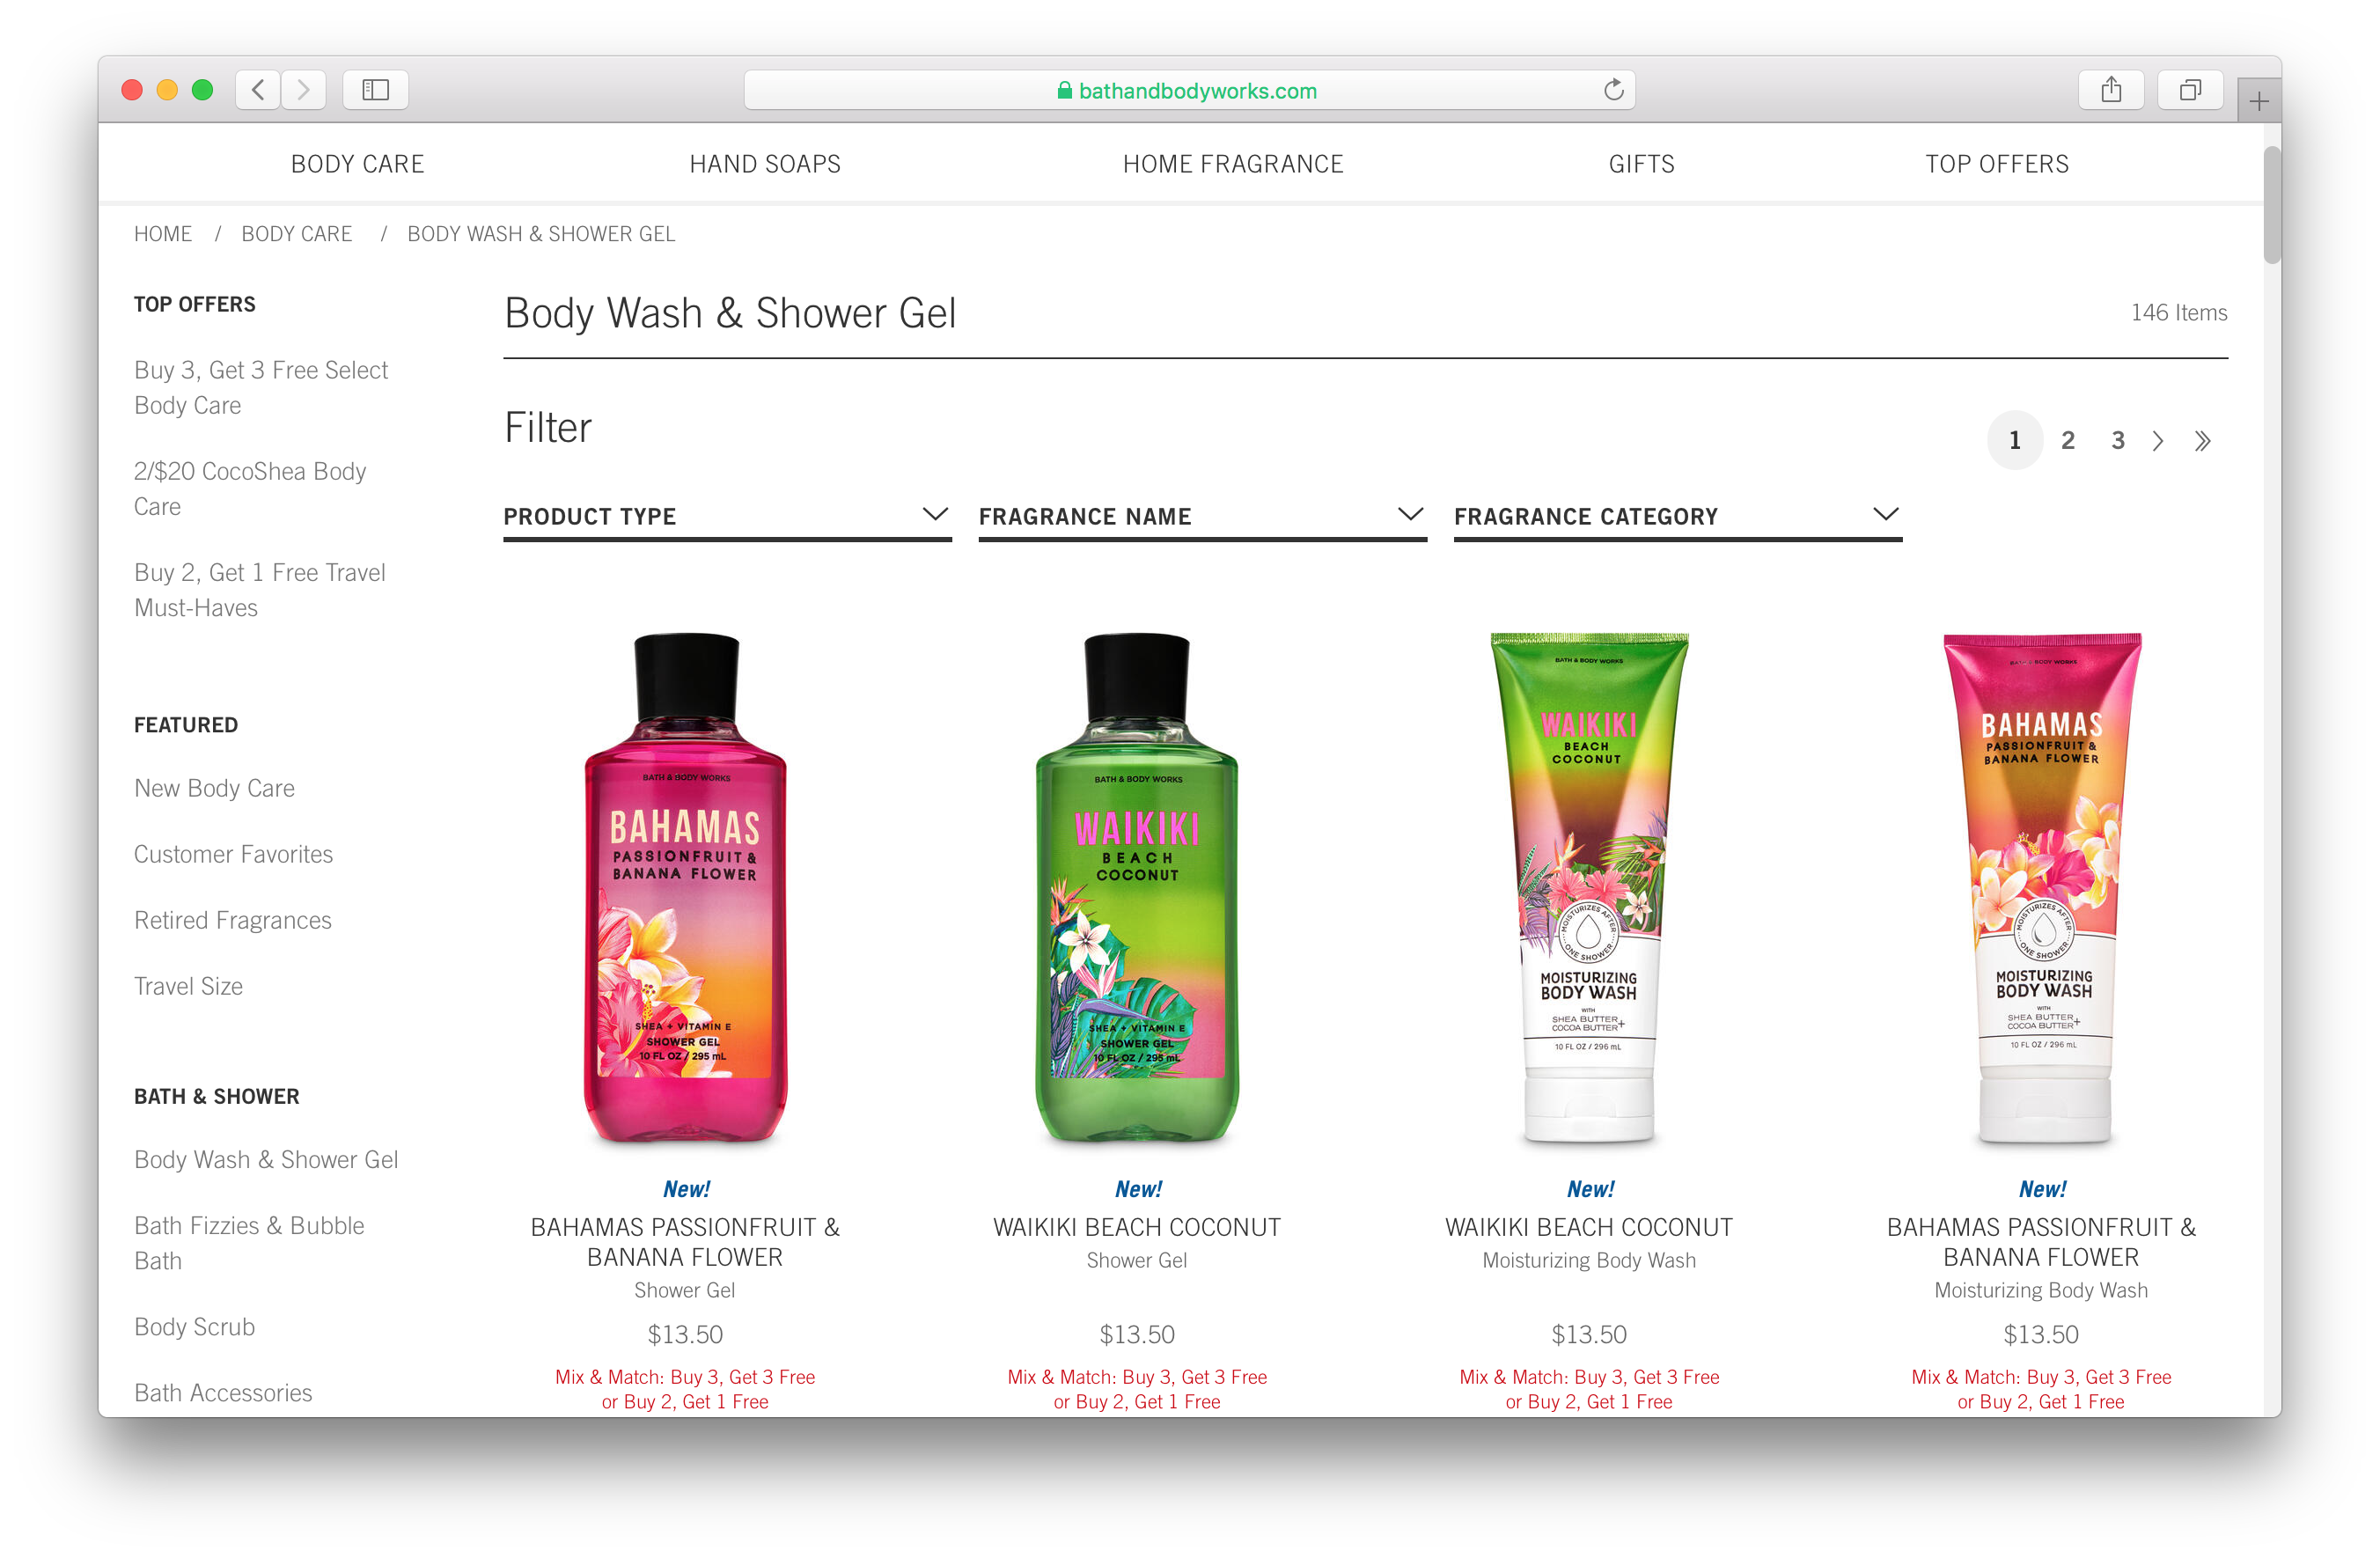 bathandbodyworks.com
BODY CARE
HAND SOAPS
HOME FRAGRANCE
GIFTS
TOP OFFERS
HOME / BODY CARE / BODY WASH & SHOWER GEL
TOP OFFERS
Buy 3, Get 3 Free Select
Body Care
2/$20 CocoShea Body
Care
Buy 2, Get 1 Free Travel
Must-Haves
FEATURED
New Body Care
Customer Favorites
Retired Fragrances
Travel Size
BATH & SHOWER
Body Wash & Shower Gel
Bath Fizzies & Bubble
Bath
Body Scrub
Bath Accessories
Body Wash & Shower Gel
146 Items
Filter
1 2 3
PRODUCT TYPE
FRAGRANCE NAME
FRAGRANCE CATEGORY
BATH & BODY WORKS
BAHAMAS
PASSIONFRUIT &
BANANA FLOWER
SHEA + VITAMIN E
SHOWER GEL
10 FL OZ / 295 mL
New!
BAHAMAS PASSIONFRUIT &
BANANA FLOWER
Shower Gel
$13.50
Mix & Match: Buy 3, Get 3 Free
or Buy 2, Get 1 Free
BATH & BODY WORKS
WAIKIKI
BEACH
COCONUT
SHEA + VITAMIN E
SHOWER GEL
10 FL OZ / 295 mL
New!
WAIKIKI BEACH COCONUT
Shower Gel
$13.50
Mix & Match: Buy 3, Get 3 Free
or Buy 2, Get 1 Free
BATH & BODY WORKS
WAIKIKI
BEACH
COCONUT
MOISTURIZES AFTER
ONE SHOWER
MOISTURIZING
BODY WASH
WITH
SHEA BUTTER
COCOA BUTTER+
10 FL OZ / 296 mL
New!
WAIKIKI BEACH COCONUT
Moisturizing Body Wash
$13.50
Mix & Match: Buy 3, Get 3 Free
or Buy 2, Get 1 Free
BATH & BODY WORKS
BAHAMAS
PASSIONFRUIT &
BANANA FLOWER
MOISTURIZES AFTER
ONE SHOWER
MOISTURIZING
BODY WASH
WITH
SHEA BUTTER
COCOA BUTTER+
10 FL OZ / 296 mL
New!
BAHAMAS PASSIONFRUIT &
BANANA FLOWER
Moisturizing Body Wash
$13.50
Mix & Match: Buy 3, Get 3 Free
or Buy 2, Get 1 Free